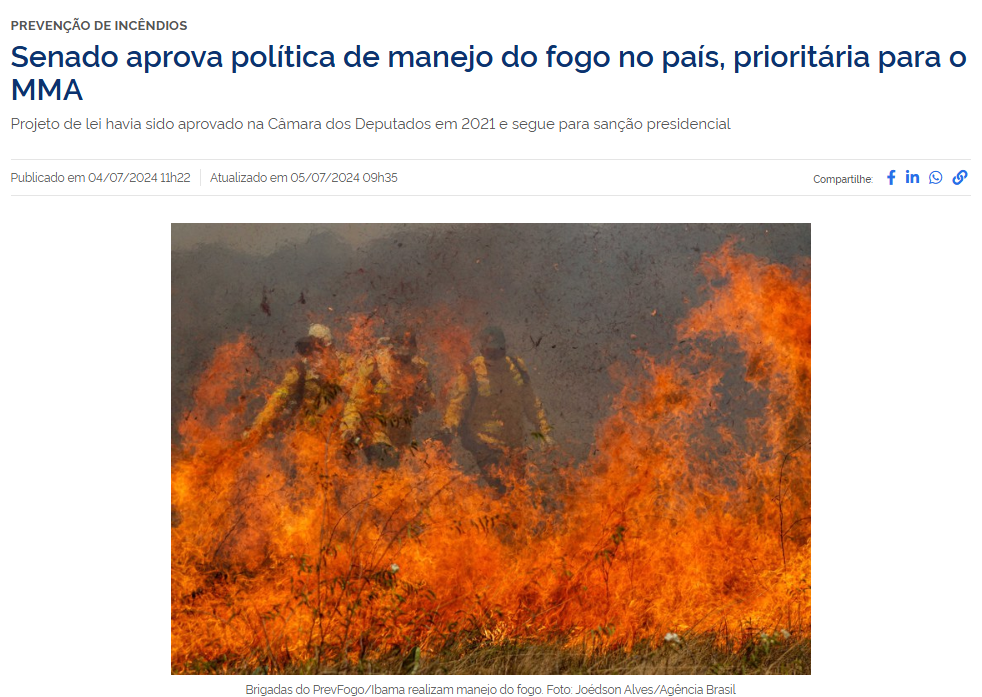 PREVENÇÃO DE INCÊNDIOS
Senado aprova política de manejo do fogo no país, prioritária para o
MMA
Projeto de lei havia sido aprovado na Câmara dos Deputados em 2021 e segue para sanção presidencial
Publicado em 04/07/2024 11h22 Atualizado em 05/07/2024 09h35 Compartilhe:
Brigadas do PrevFogo/Ibama realizam manejo do fogo. Foto: Joédson Alves/Agência Brasil